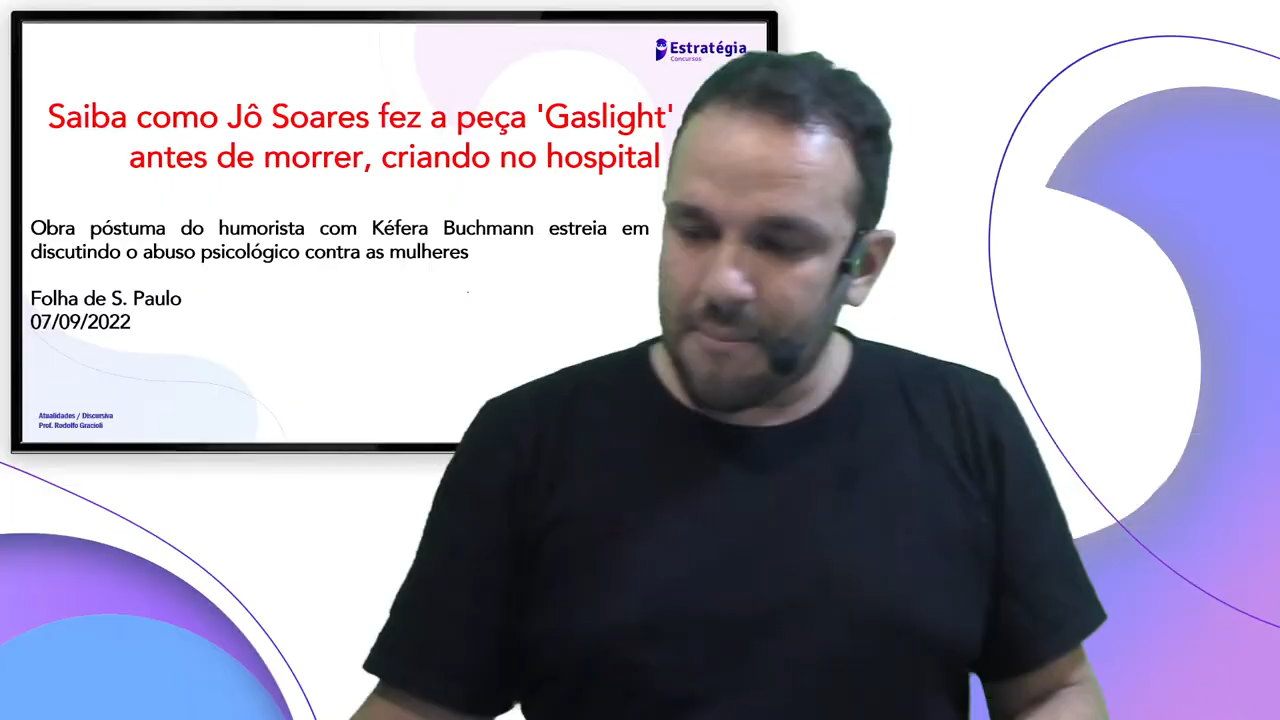 Estratégia
Concursos
Saiba como Jô Soares fez a peça 'Gaslight'
antes de morrer, criando no hospital
Obra póstuma do humorista com Kéfera Buchmann estreia em
discutindo o abuso psicológico contra as mulheres
Folha de S. Paulo
07/09/2022
Atualidades / Discursiva
Prof. Rodolfo Gracioli